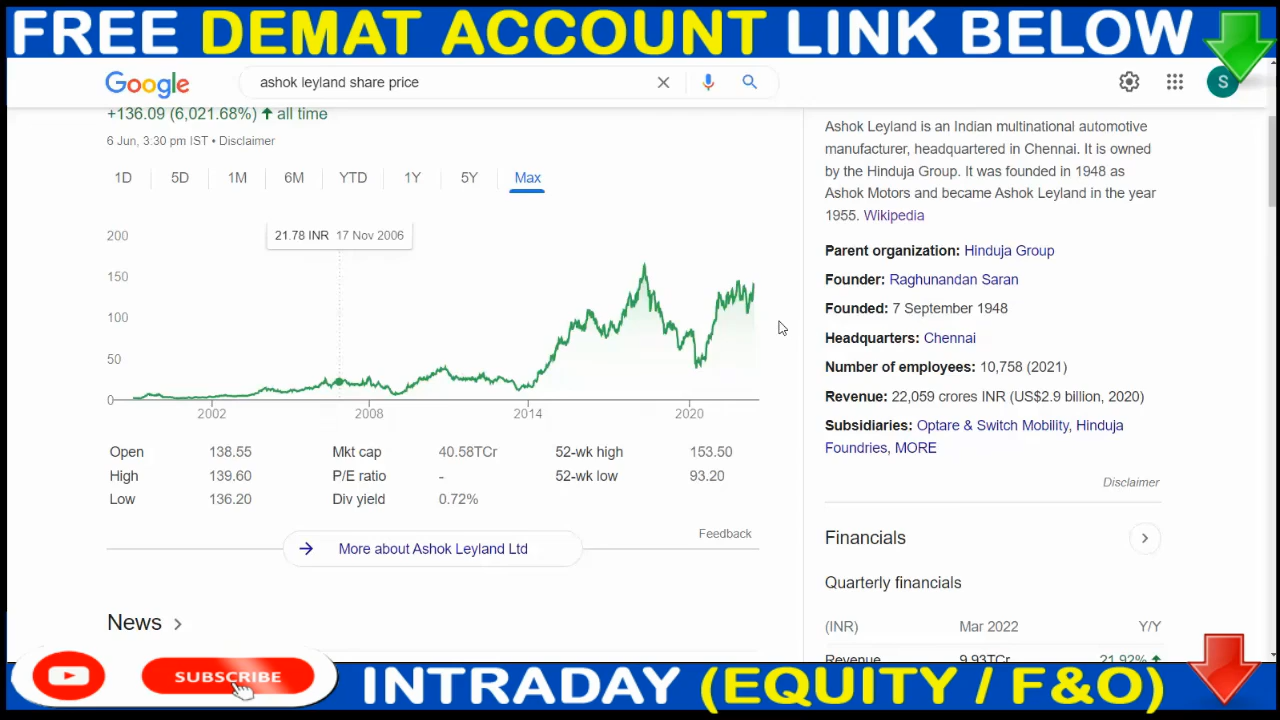 FREE DEMAT ACCOUNT LINK BELOW
Google
ashok leyland share price
S
+136.09 (6,021.68%) ↑ all time
6 Jun, 3:30 pm IST • Disclaimer
1D 5D 1M 6M YTD 1Y 5Y Max
21.78 INR 17 Nov 2006
200
150
100
50
0
2002 2008 2014 2020
Open 138.55 Mkt cap 40.58TCr 52-wk high 153.50
High 139.60 P/E ratio - 52-wk low 93.20
Low 136.20 Div yield 0.72%
Feedback
More about Ashok Leyland Ltd
News
Ashok Leyland is an Indian multinational automotive
manufacturer, headquartered in Chennai. It is owned
by the Hinduja Group. It was founded in 1948 as
Ashok Motors and became Ashok Leyland in the year
1955. Wikipedia
Parent organization: Hinduja Group
Founder: Raghunandan Saran
Founded: 7 September 1948
Headquarters: Chennai
Number of employees: 10,758 (2021)
Revenue: 22,059 crores INR (US$2.9 billion, 2020)
Subsidiaries: Optare & Switch Mobility, Hinduja
Foundries, MORE
Disclaimer
Financials
Quarterly financials
(INR) Mar 2022 Y/Y
Revenue 9.93TCr 21.92% ↑
SUBSCRIBE
INTRADAY (EQUITY / F&O)